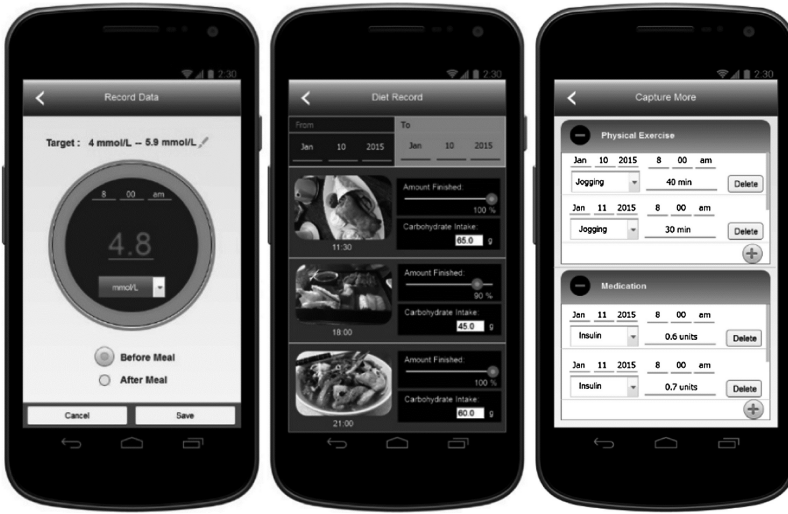 2:30
Record Data
Target : 4 mmol/L -- 5.9 mmol/L
8 00 am
4.8
mmol/L
Before Meal
After Meal
Cancel Save
2:30
Diet Record
From To
Jan 10 2015 Jan 10 2015
Amount Finished:
100 %
Carbohydrate Intake:
65.0 g
11:30
Amount Finished:
90 %
Carbohydrate Intake:
45.0 g
18:00
Amount Finished:
100 %
Carbohydrate Intake:
60.0 g
21:00
2:30
Capture More
Physical Exercise
Jan 10 2015 8 00 am
Jogging 40 min Delete
Jan 11 2015 8 00 am
Jogging 30 min Delete
Medication
Jan 11 2015 8 00 am
Insulin 0.6 units Delete
Jan 11 2015 8 00 am
Insulin 0.7 units Delete